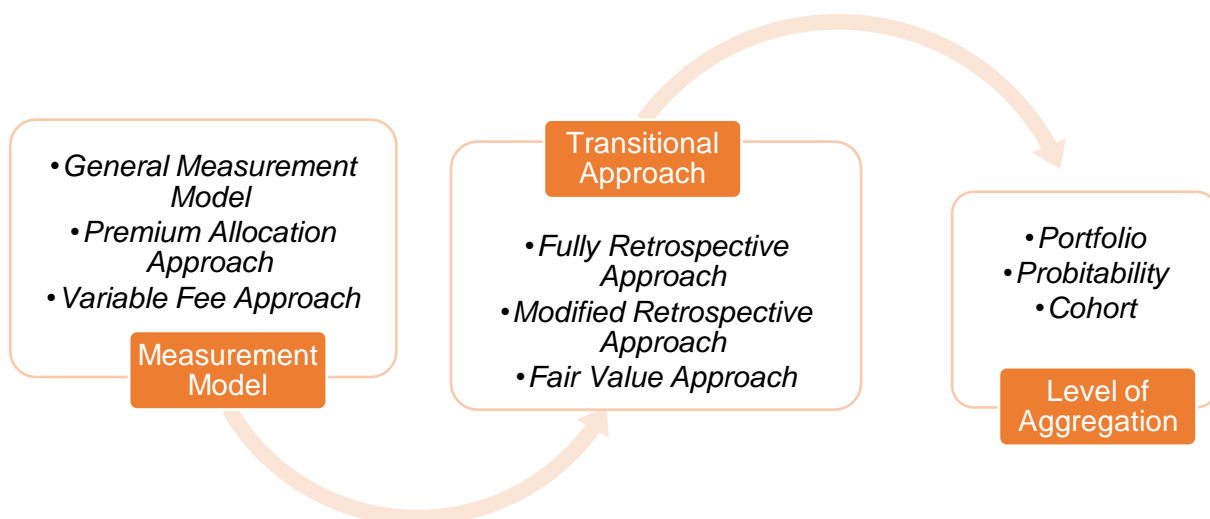 •General Measurement
Model
•Premium Allocation
Approach
•Variable Fee Approach
Measurement
Model
Transitional
Approach
•Fully Retrospective
Approach
•Modified Retrospective
Approach
•Fair Value Approach
•Portfolio
•Probitability
•Cohort
Level of
Aggregation